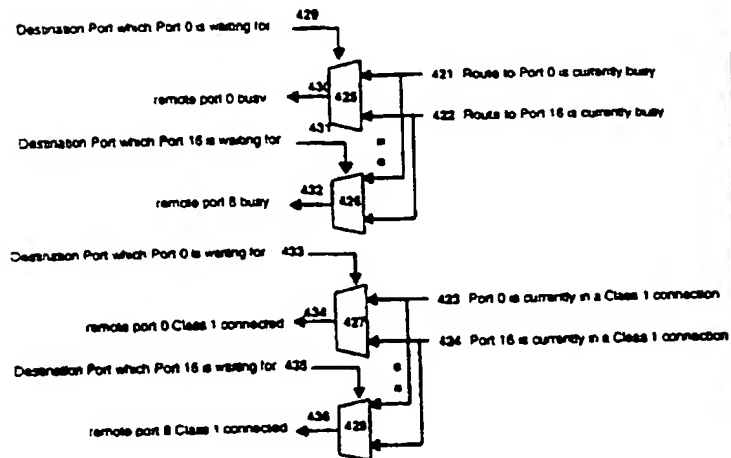 429
Destination Port which Port 0 is waiting for
430
425
421 Route to Port 0 is currently busy
remote port 0 busy
422 Route to Port 16 is currently busy
431
Destination Port which Port 16 is waiting for
432
426
remote port 8 busy
Destination Port which Port 0 is waiting for 433
434
427
423 Port 0 is currently in a Class 1 connection
remote port 0 Class 1 connected
424 Port 16 is currently in a Class 1 connection
Destination Port which Port 16 is waiting for 435
436
428
remote port 8 Class 1 connected